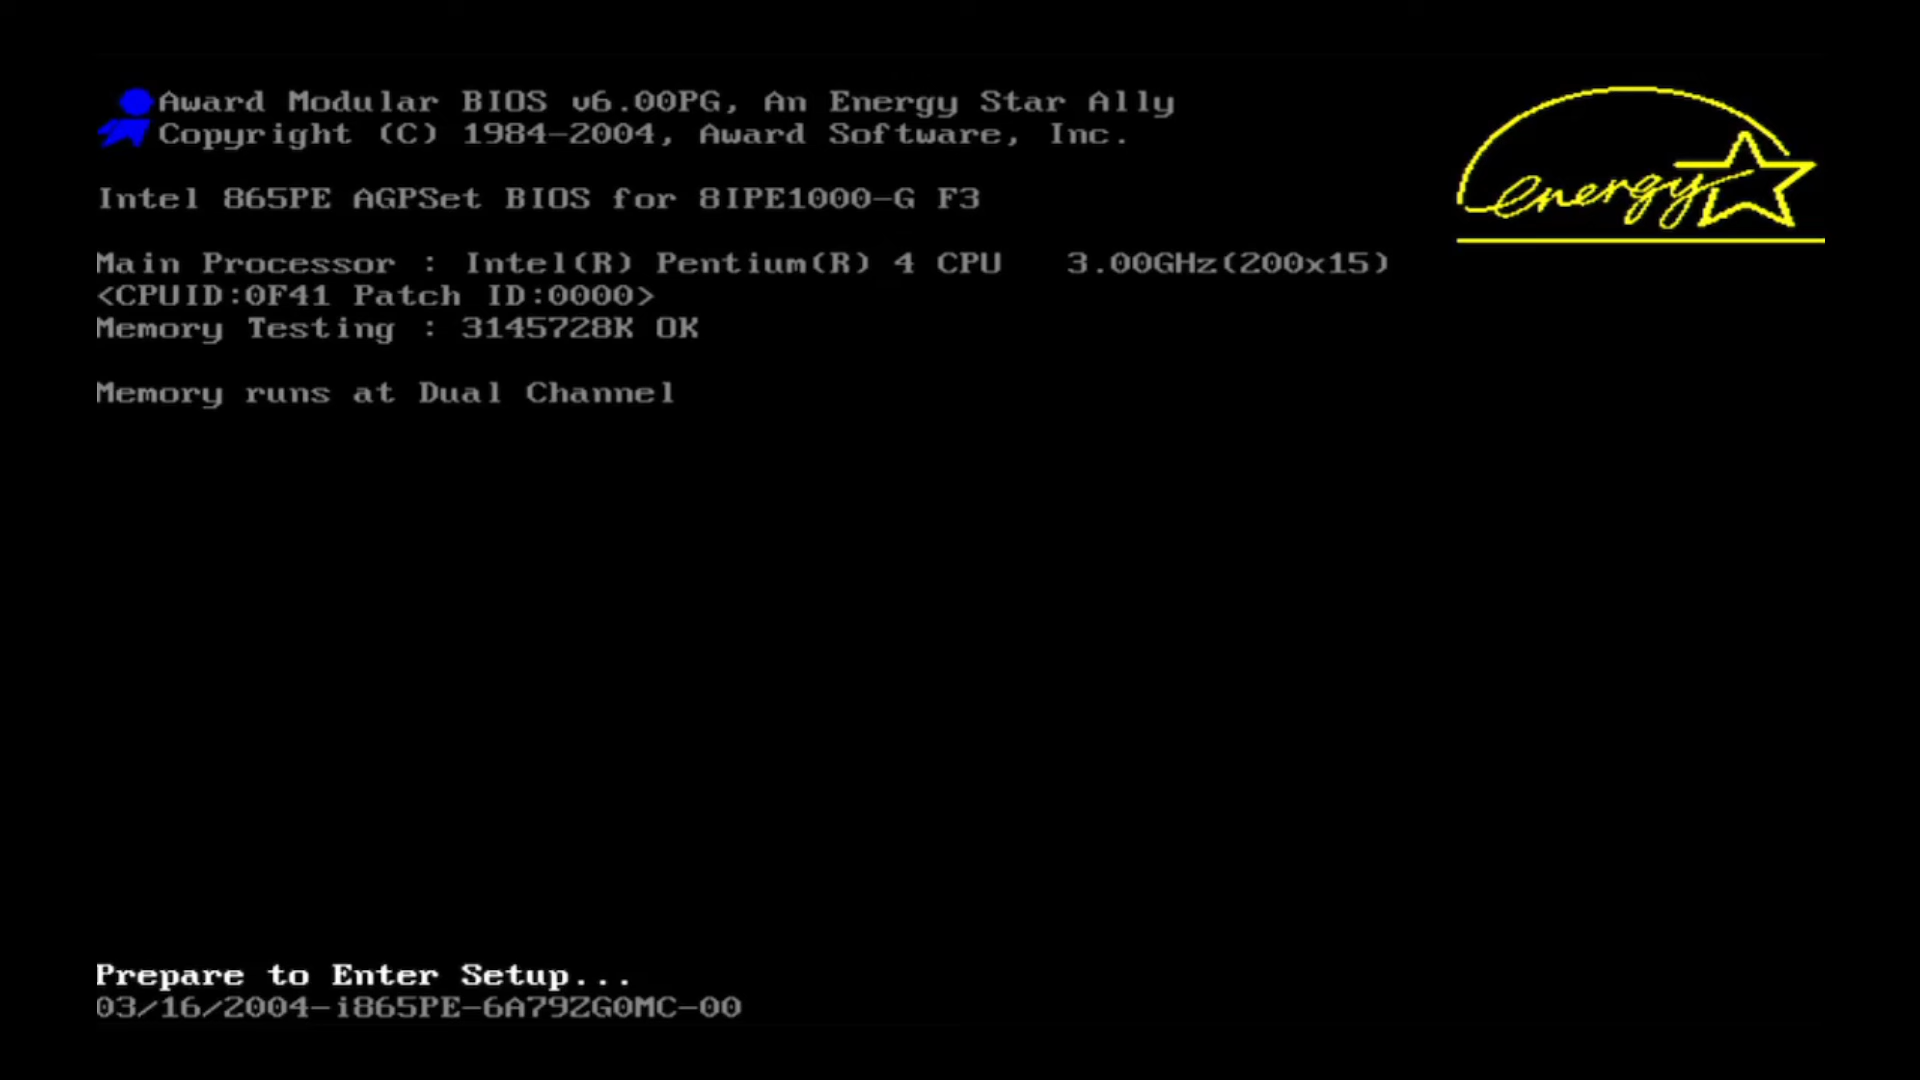 Award Modular BIOS v6.00PG, An Energy Star Ally
Copyright (C) 1984-2004, Award Software, Inc.
energy
Intel 865PE AGPSet BIOS for 8IPE1000-G F3
Main Processor : Intel(R) Pentium(R) 4 CPU   3.00GHz(200x15)
<CPUID:0F41 Patch ID:0000>
Memory Testing : 3145728K OK
Memory runs at Dual Channel
Prepare to Enter Setup...
03/16/2004-i865PE-6A79ZG0MC-00